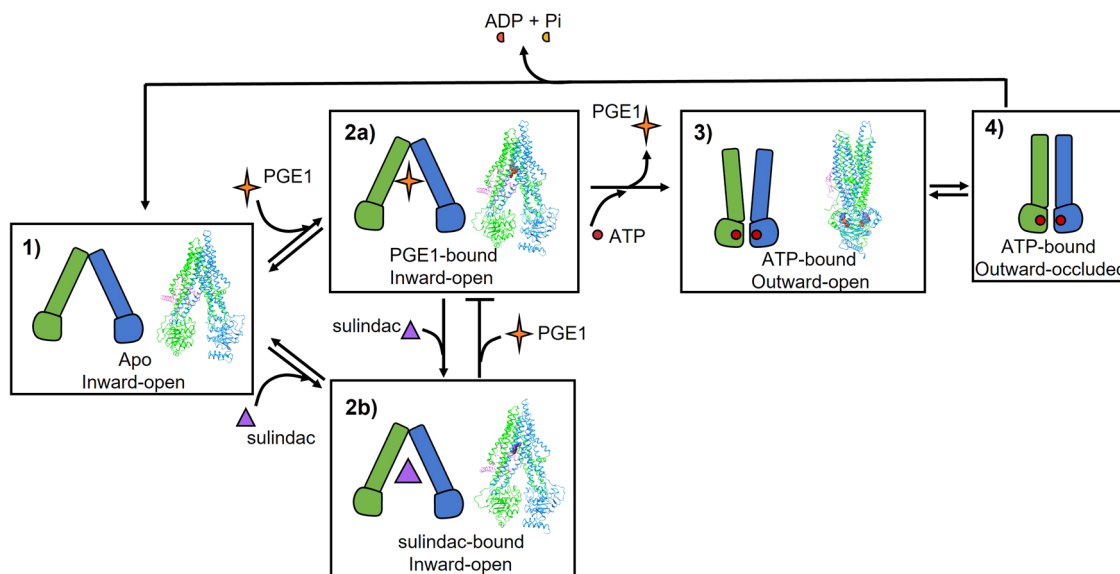 ADP + Pi
1)
Apo
Inward-open
PGE1
2a)
PGE1-bound
Inward-open
PGE1
ATP
3)
ATP-bound
Outward-open
4)
ATP-bound
Outward-occluded
sulindac
PGE1
sulindac
2b)
sulindac-bound
Inward-open